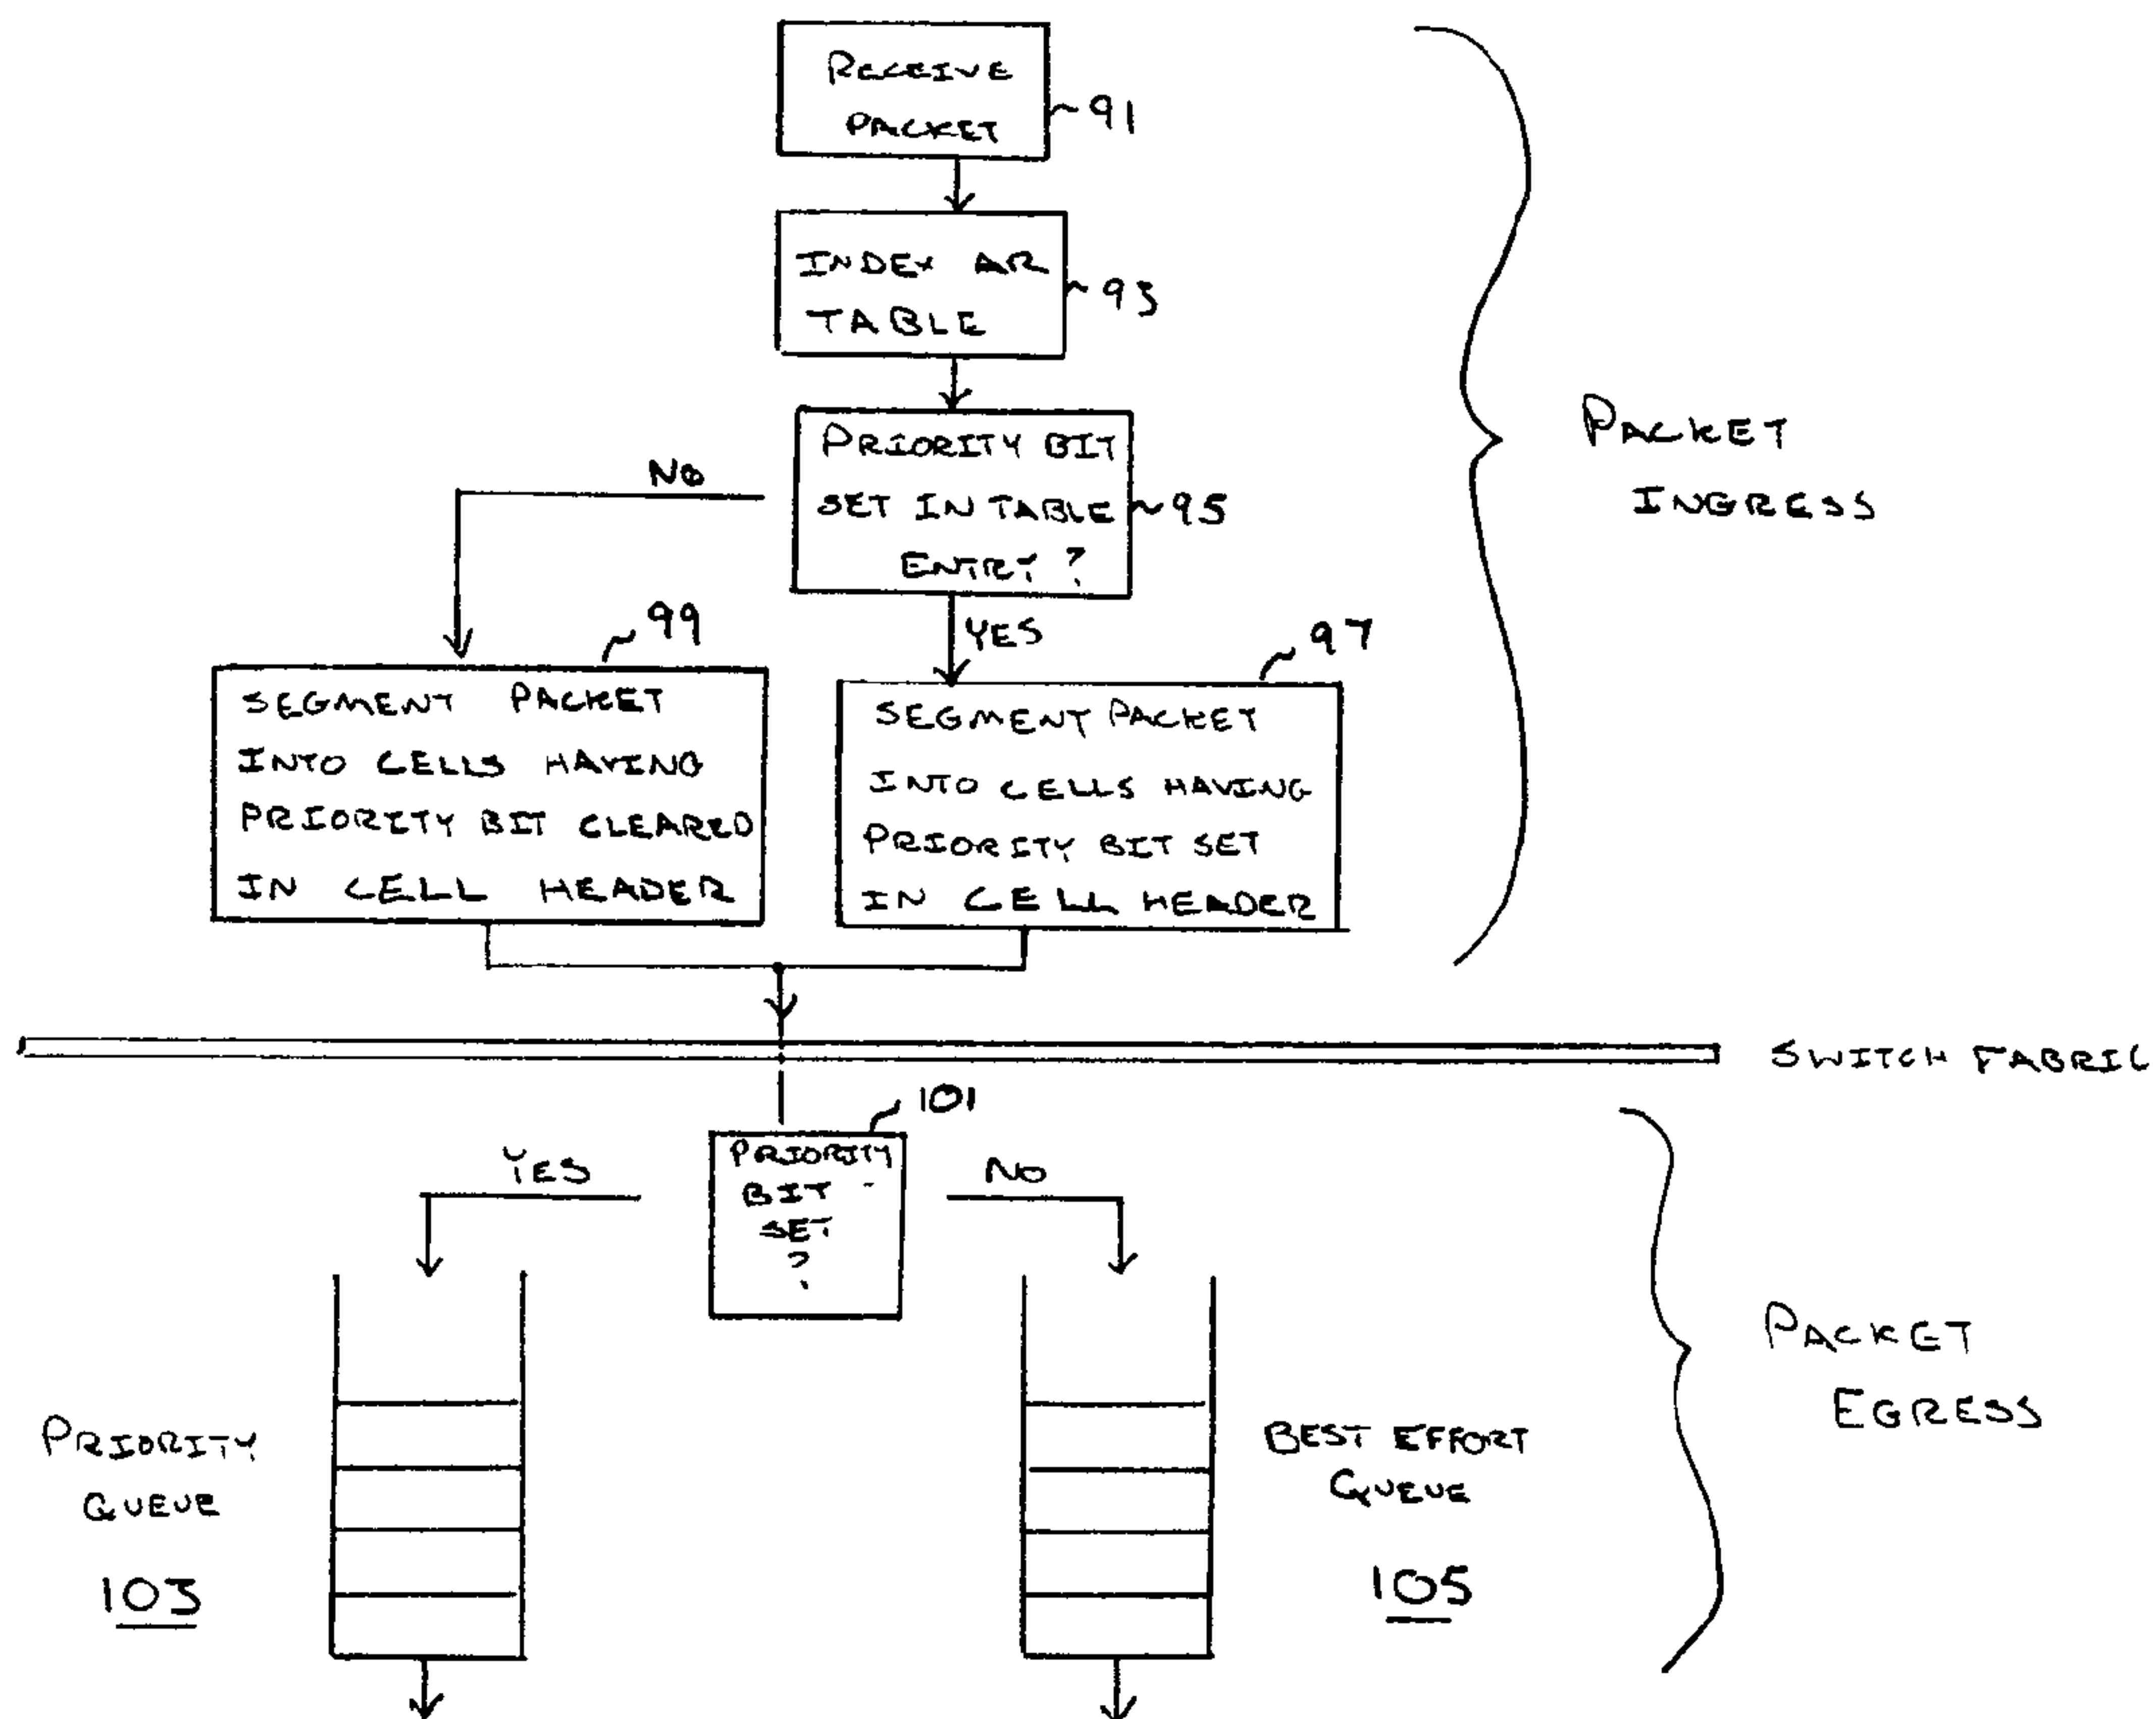 RECEIVE
PACKET
91
INDEX AR
TABLE
93
PRIORITY BIT
SET IN TABLE
ENTRY ?
95
NO
YES
99
97
SEGMENT PACKET
INTO CELLS HAVING
PRIORITY BIT CLEARED
IN CELL HEADER
SEGMENT PACKET
INTO CELLS HAVING
PRIORITY BIT SET
IN CELL HEADER
PACKET
INGRESS
SWITCH FABRIC
101
PRIORITY
BIT
SET
?
YES
NO
PRIORITY
QUEUE
103
BEST EFFORT
QUEUE
105
PACKET
EGRESS